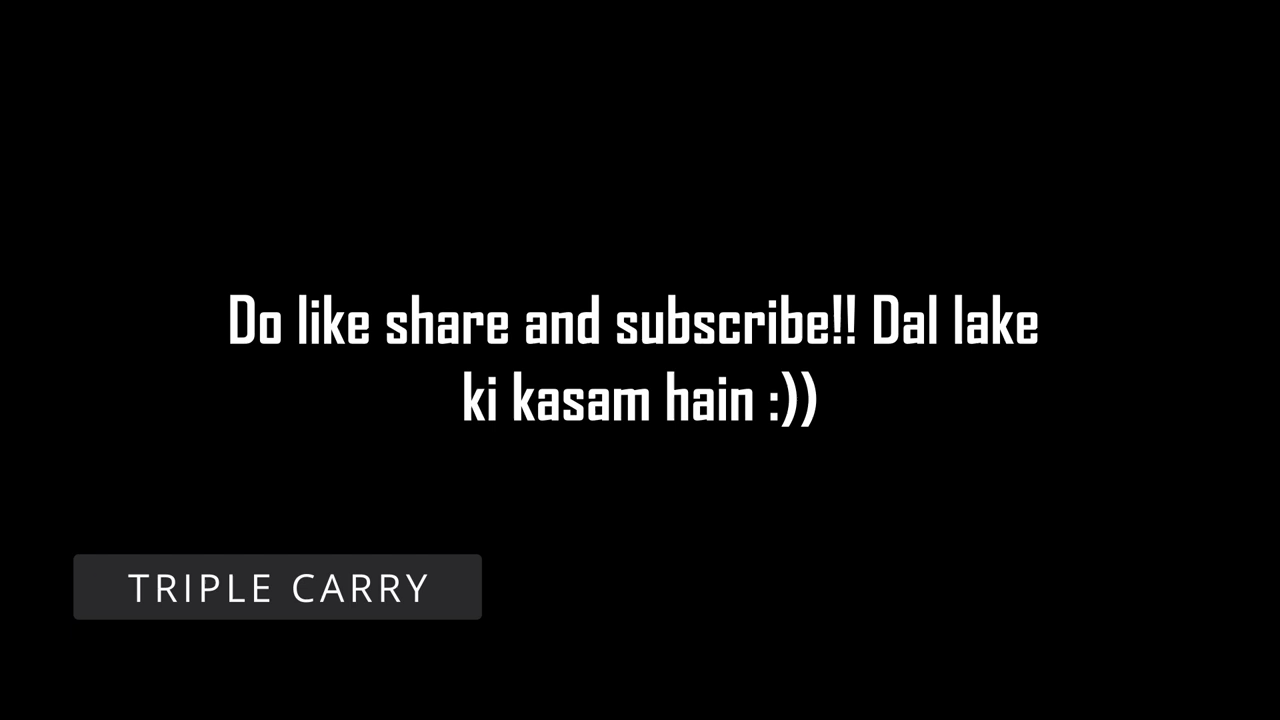 Do like share and subscribe!! Dal lake
ki kasam hain :))
TRIPLE CARRY